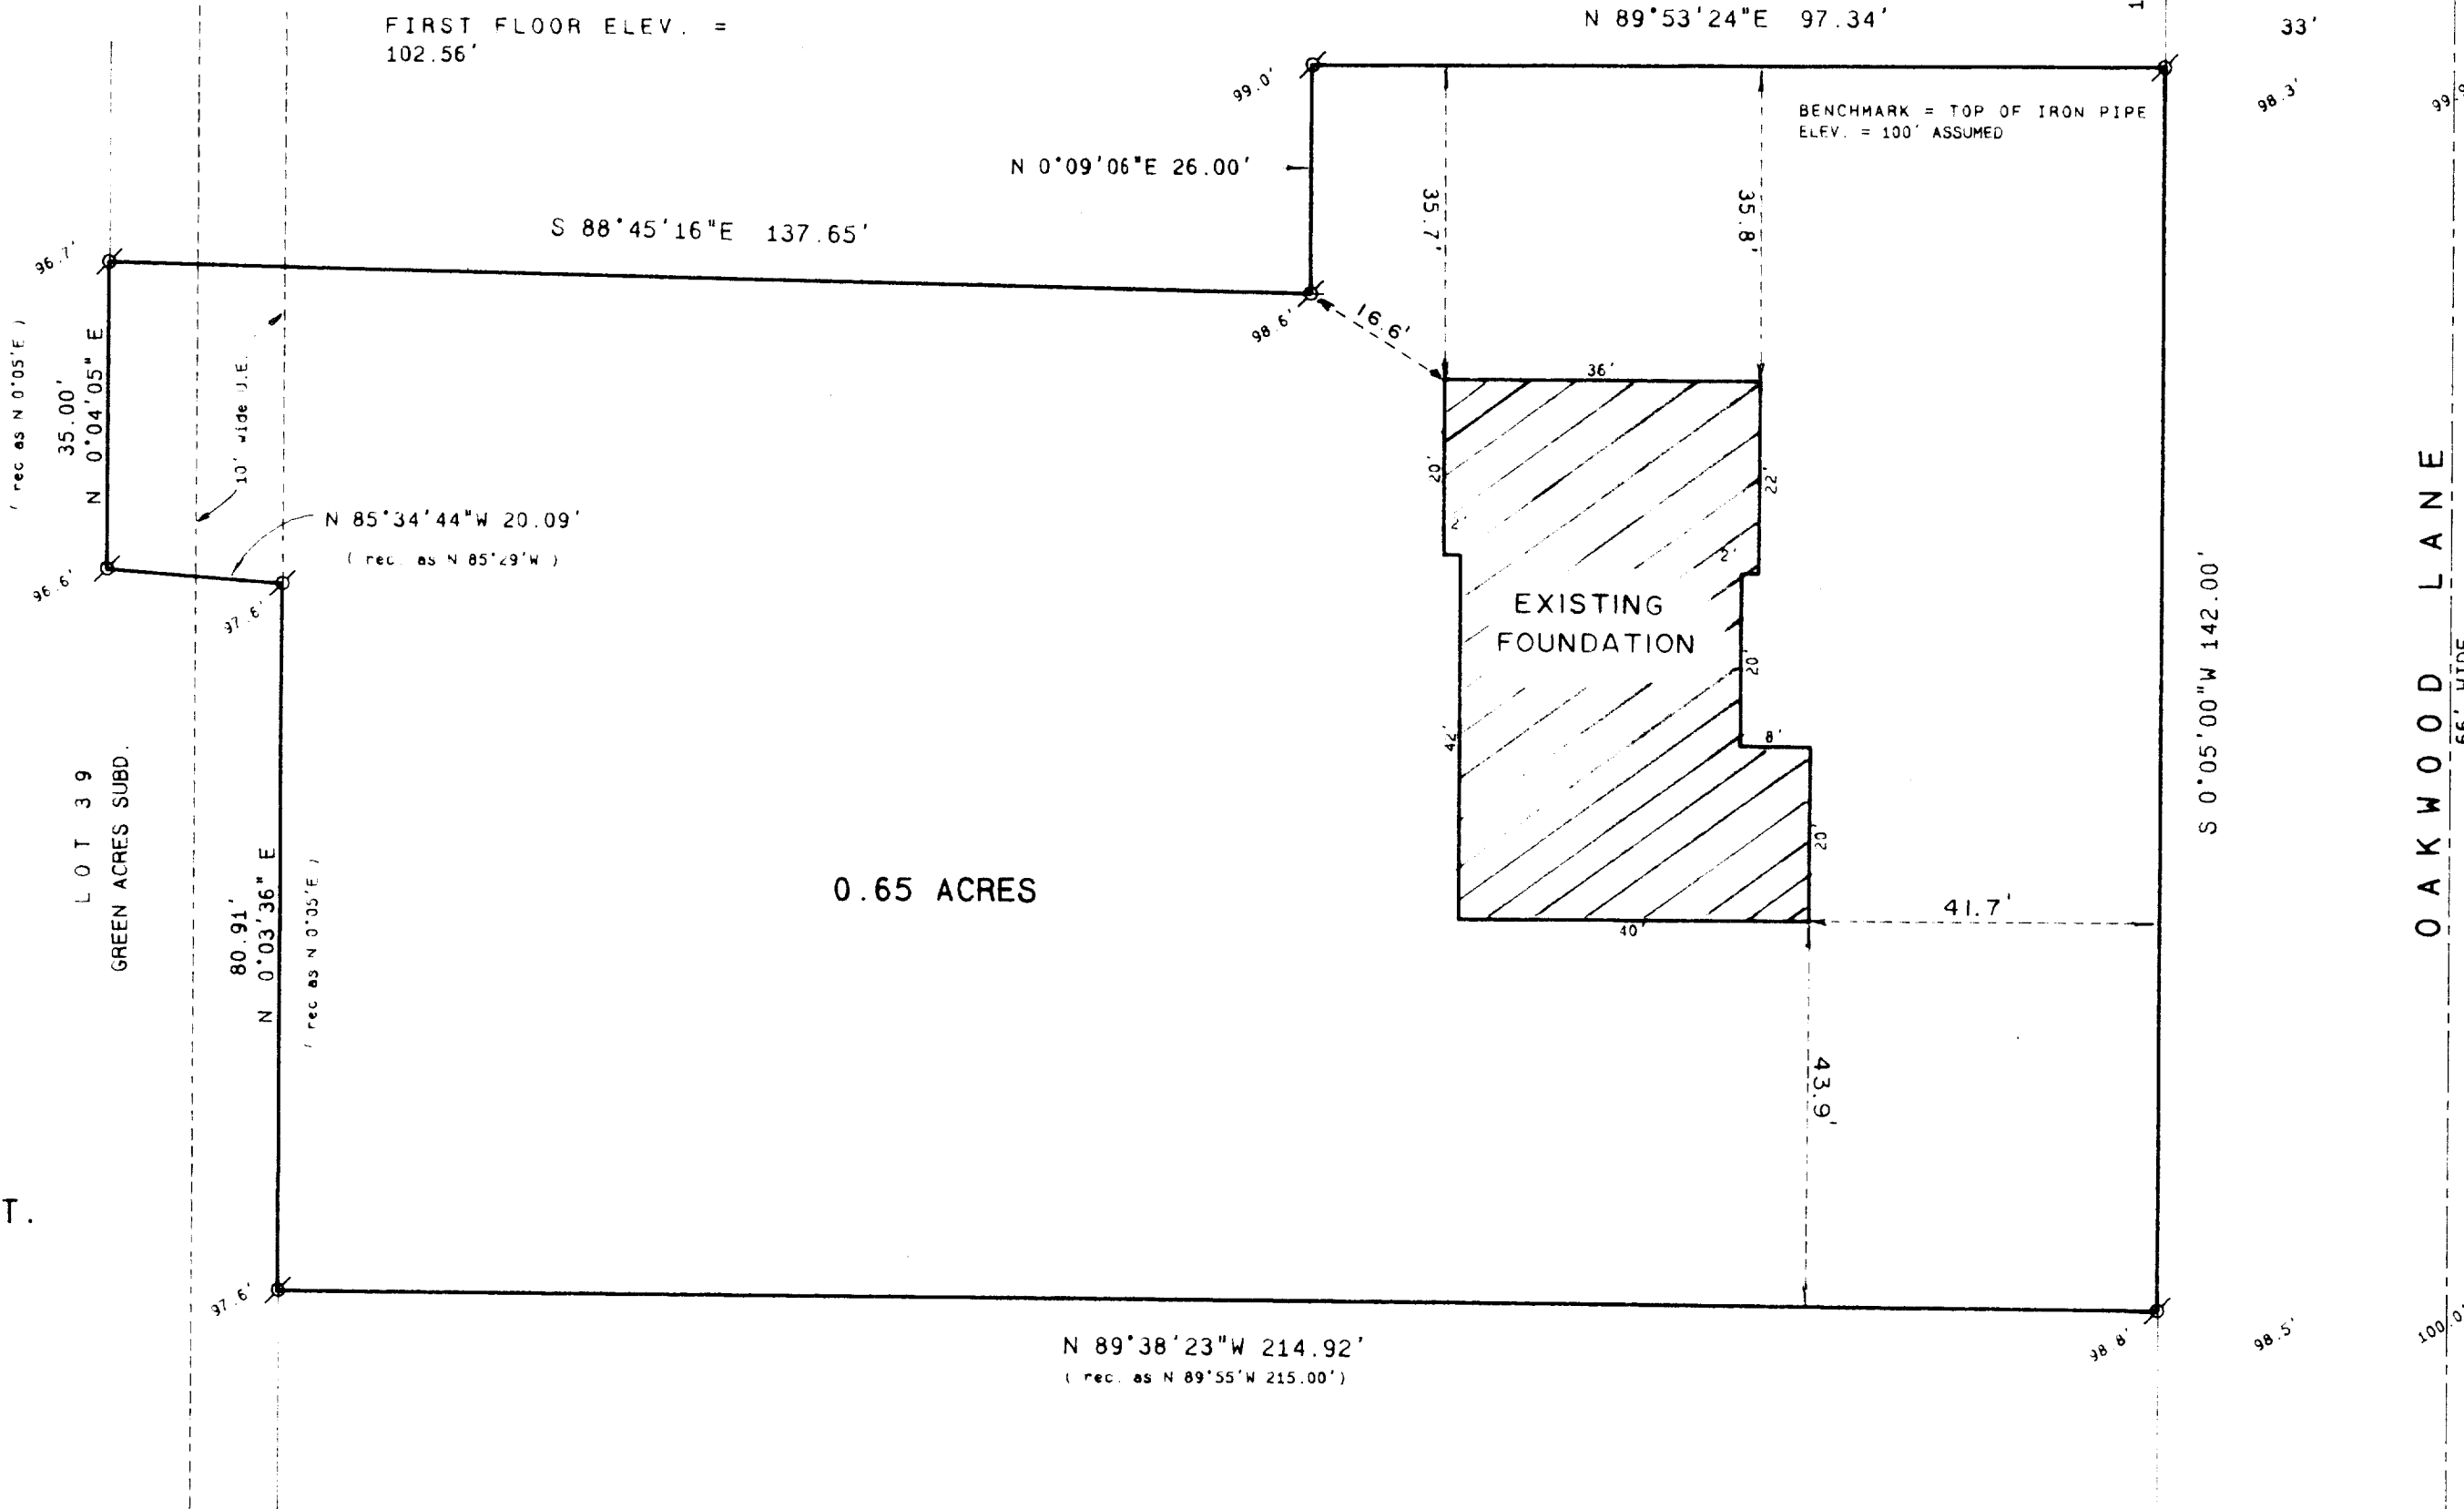 FIRST FLOOR ELEV. =
102.56'
N 89°53'24"E 97.34'
33'
99.0'
98.3'
BENCHMARK = TOP OF IRON PIPE
ELEV. = 100' ASSUMED
N 0°09'06"E 26.00'
35.7'
35.8'
S 88°45'16"E 137.65'
96.7'
98.6'
16.6'
36'
( rec as N 0°05'E )
35.00'
N 0°04'05" E
10' wide U.E.
N 85°34'44"W 20.09'
( rec. as N 85°29'W )
96.6'
97.6'
20'
2'
22'
2'
EXISTING
FOUNDATION
20'
8'
42'
20'
40'
41.7'
43.9'
S 0°05'00"W 142.00'
OAKWOOD LANE
66' WIDE
LOT 39
GREEN ACRES SUBD.
80.91'
N 0°03'36" E
( rec as N 0°05'E )
0.65 ACRES
T.
97.6'
N 89°38'23"W 214.92'
( rec. as N 89°55'W 215.00')
98.8'
98.5'
100.0'